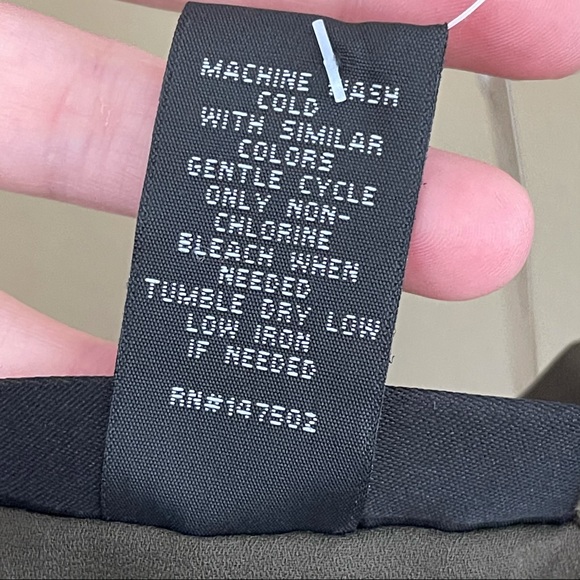 MACHINE WASH
COLD
WITH SIMILAR
COLORS
GENTLE CYCLE
ONLY NON-
CHLORINE
BLEACH WHEN
NEEDED
TUMBLE DRY LOW
LOW IRON
IF NEEDED
RN#147502